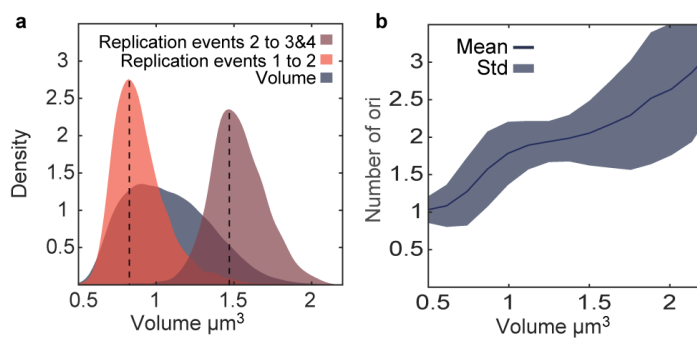 a
Replication events 2 to 3&4
Replication events 1 to 2
Volume
Density
3
2.5
2
1.5
1
0.5
0.5 1 1.5 2
Volume μm³
b
Mean
Std
Number of ori
3
2.5
2
1.5
1
0.5
0.5 1 1.5 2
Volume μm³